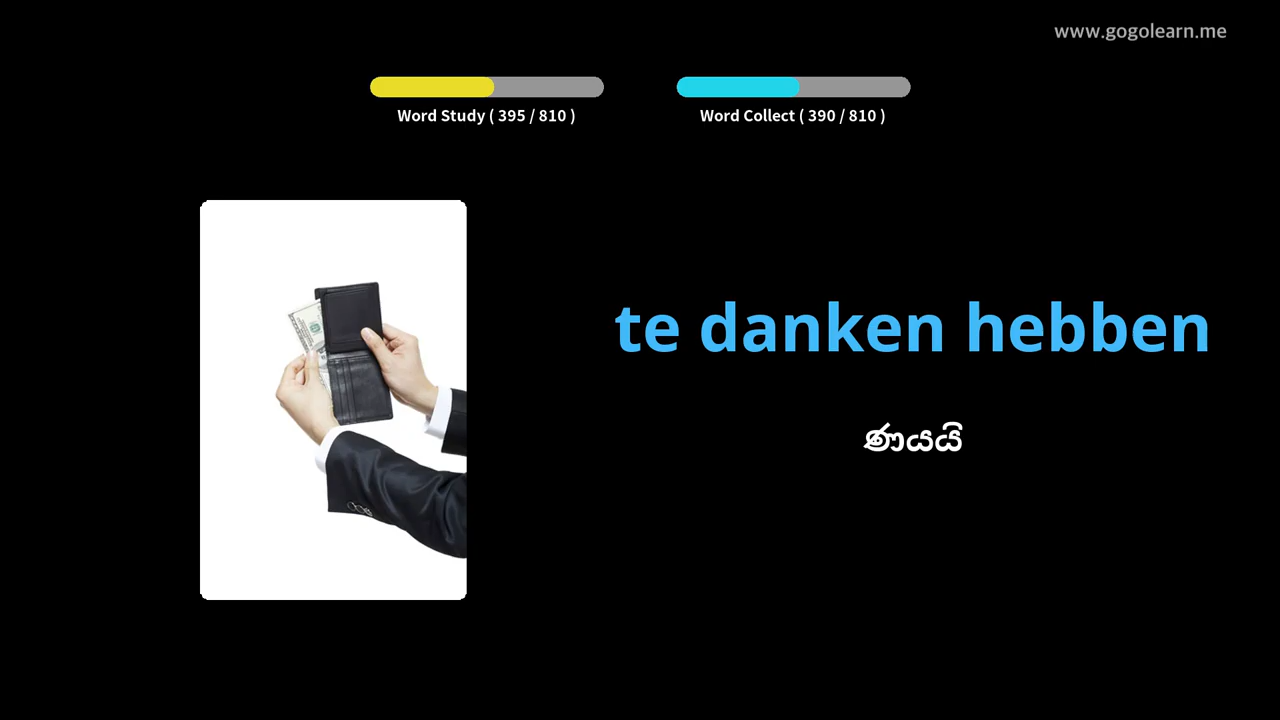 www.gogolearn.me
Word Study ( 395 / 810 )
Word Collect ( 390 / 810 )
te danken hebben
ණයයි